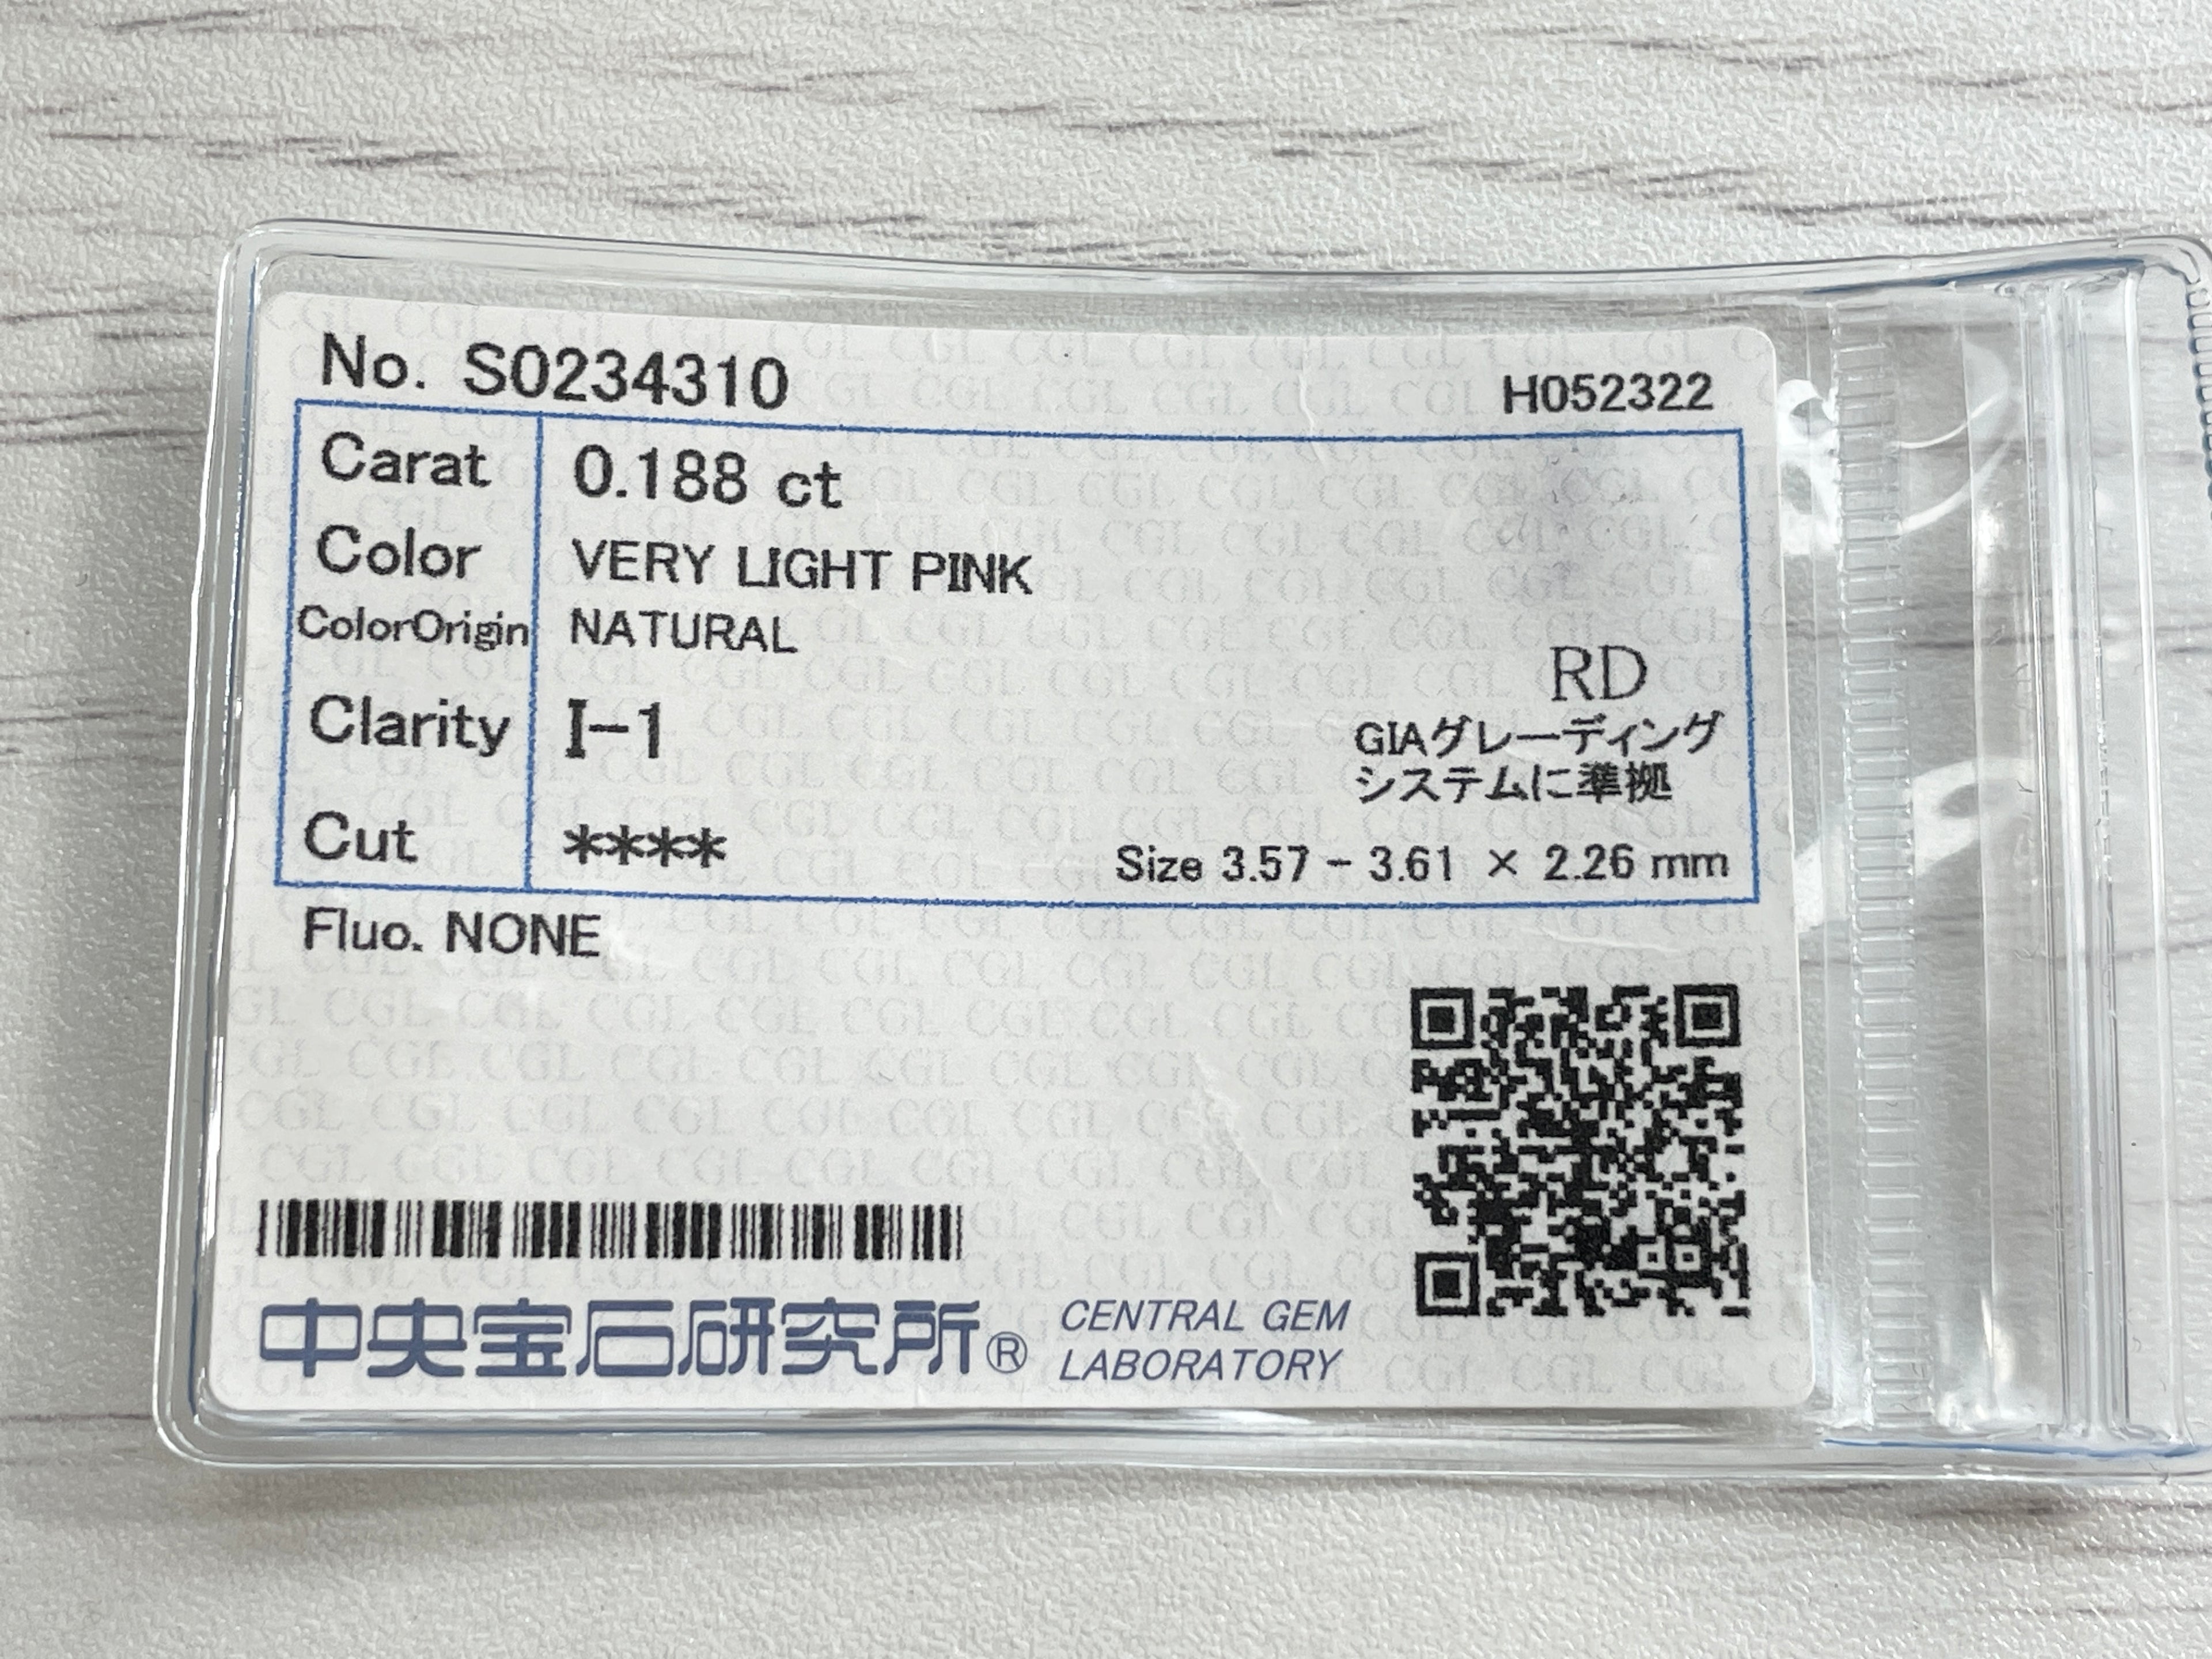 No. S0234310
H052322
Carat 0.188 ct
Color VERY LIGHT PINK
ColorOrigin NATURAL
RD
Clarity I-1
GIAグレーディング
システムに準拠
Cut ****
Size 3.57 - 3.61 × 2.26 mm
Fluo. NONE
中央宝石研究所®
CENTRAL GEM
LABORATORY